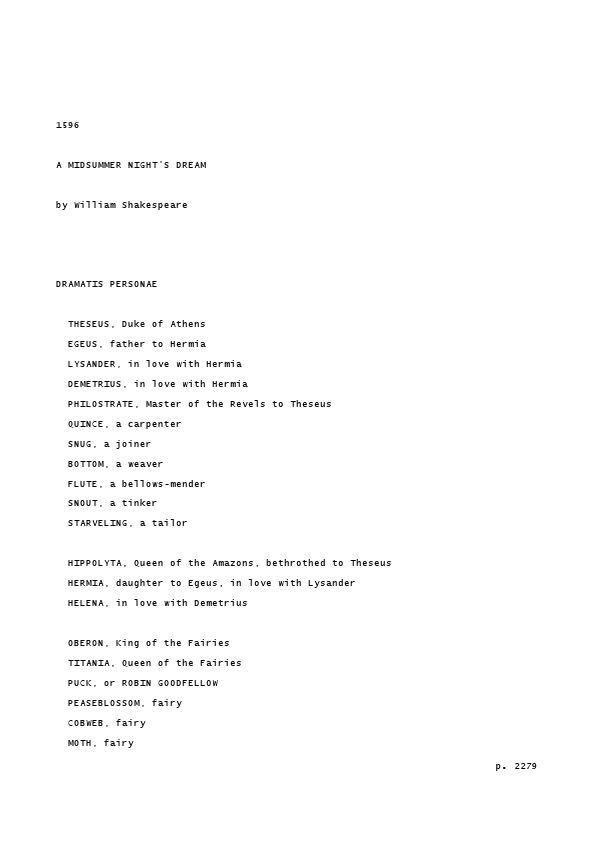 1596
A MIDSUMMER NIGHT'S DREAM
by William Shakespeare
DRAMATIS PERSONAE
THESEUS, Duke of Athens
EGEUS, father to Hermia
LYSANDER, in love with Hermia
DEMETRIUS, in love with Hermia
PHILOSTRATE, Master of the Revels to Theseus
QUINCE, a carpenter
SNUG, a joiner
BOTTOM, a weaver
FLUTE, a bellows-mender
SNOUT, a tinker
STARVELING, a tailor
HIPPOLYTA, Queen of the Amazons, bethrothed to Theseus
HERMIA, daughter to Egeus, in love with Lysander
HELENA, in love with Demetrius
OBERON, King of the Fairies
TITANIA, Queen of the Fairies
PUCK, or ROBIN GOODFELLOW
PEASEBLOSSOM, fairy
COBWEB, fairy
MOTH, fairy
p. 2279